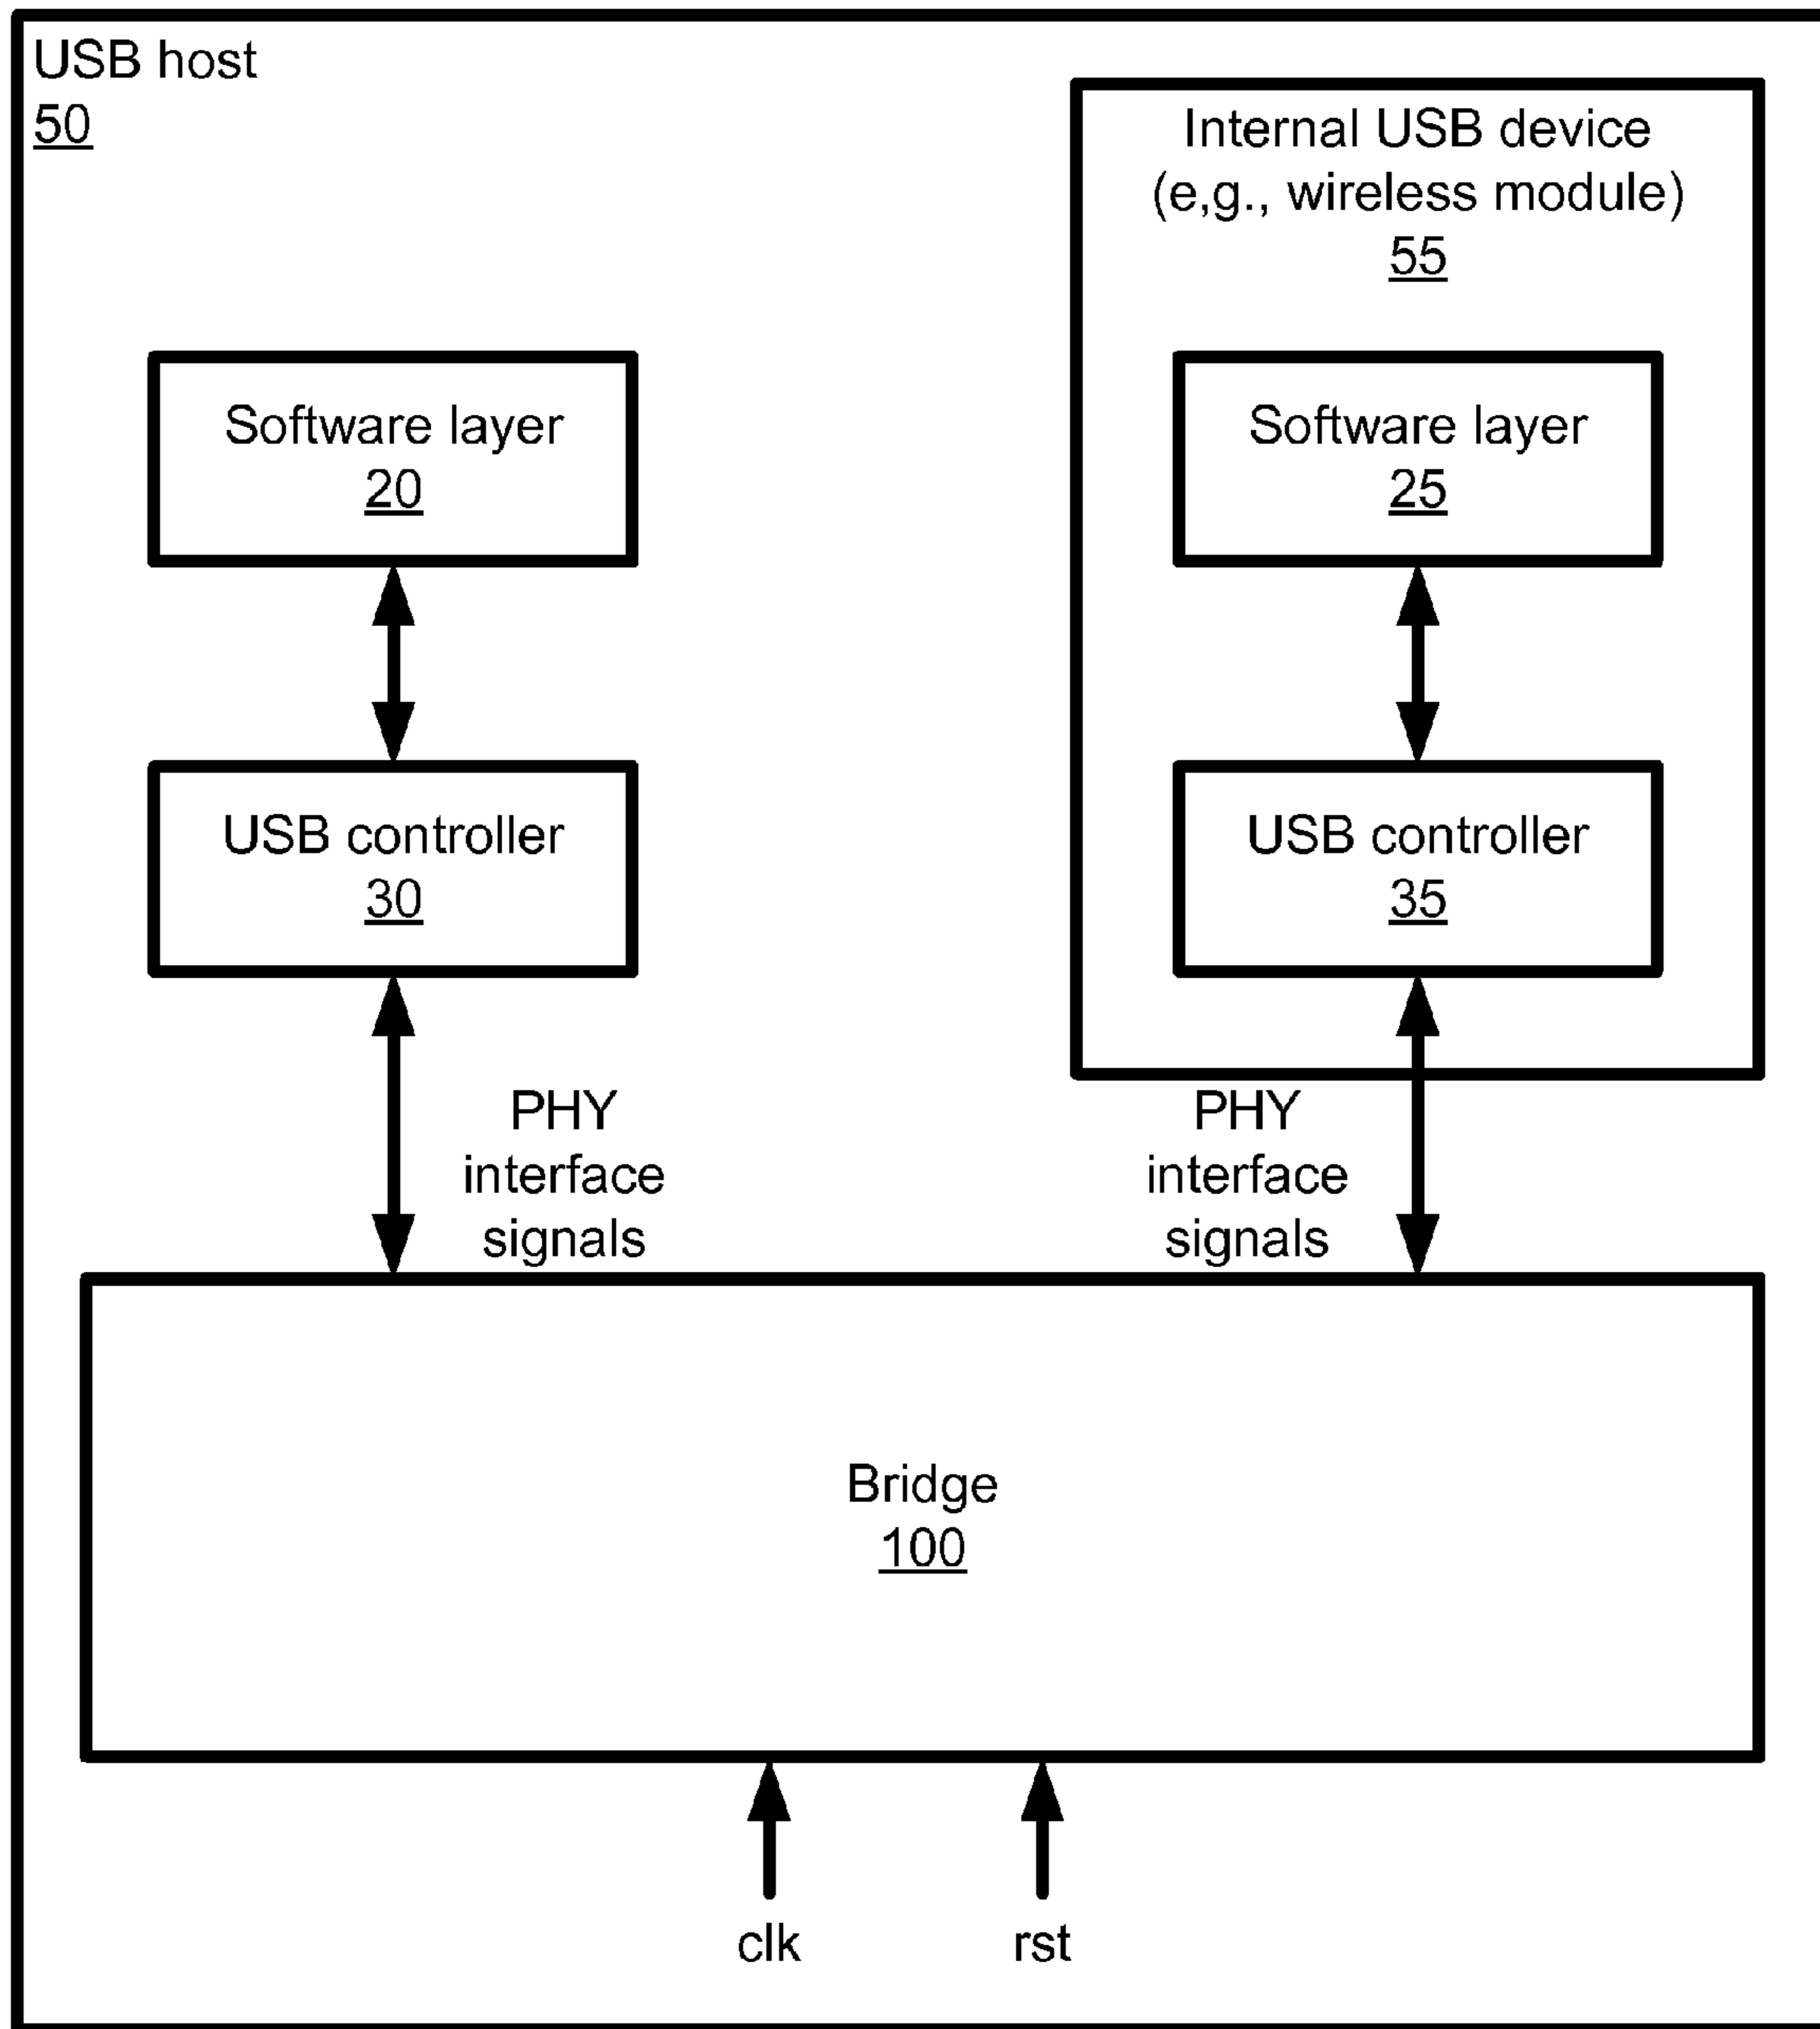 USB host
50
Internal USB device
(e,g., wireless module)
55
Software layer
20
Software layer
25
USB controller
30
USB controller
35
PHY
interface
signals
PHY
interface
signals
Bridge
100
clk
rst